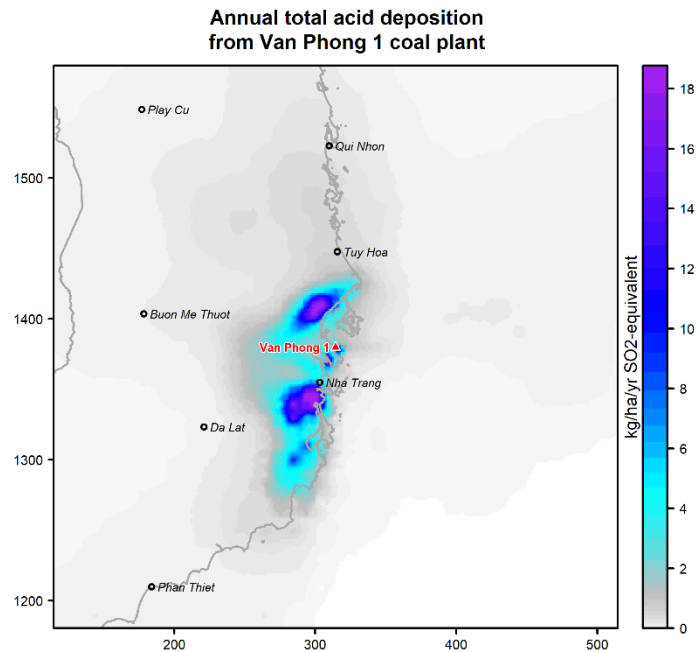 Annual total acid deposition
from Van Phong 1 coal plant
Play Cu
Qui Nhon
Tuy Hoa
Buon Me Thuot
Van Phong 1
Nha Trang
Da Lat
Phan Thiet
1500
1400
1300
1200
200
300
400
500
kg/ha/yr SO2-equivalent
18
16
14
12
10
8
6
4
2
0